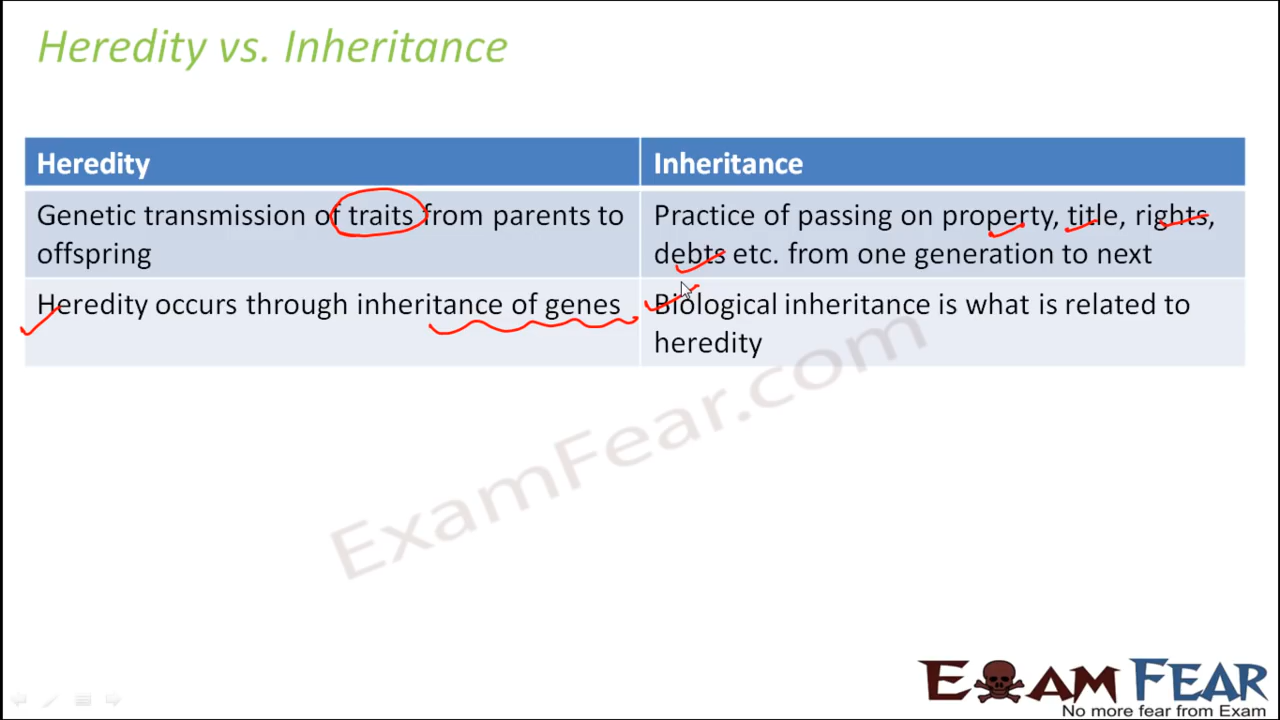 Heredity vs. Inheritance
Heredity
Inheritance
Genetic transmission of traits from parents to
offspring
Practice of passing on property, title, rights,
debts etc. from one generation to next
Heredity occurs through inheritance of genes
Biological inheritance is what is related to
heredity
ExamFear.com
EXAM FEAR
No more fear from Exam